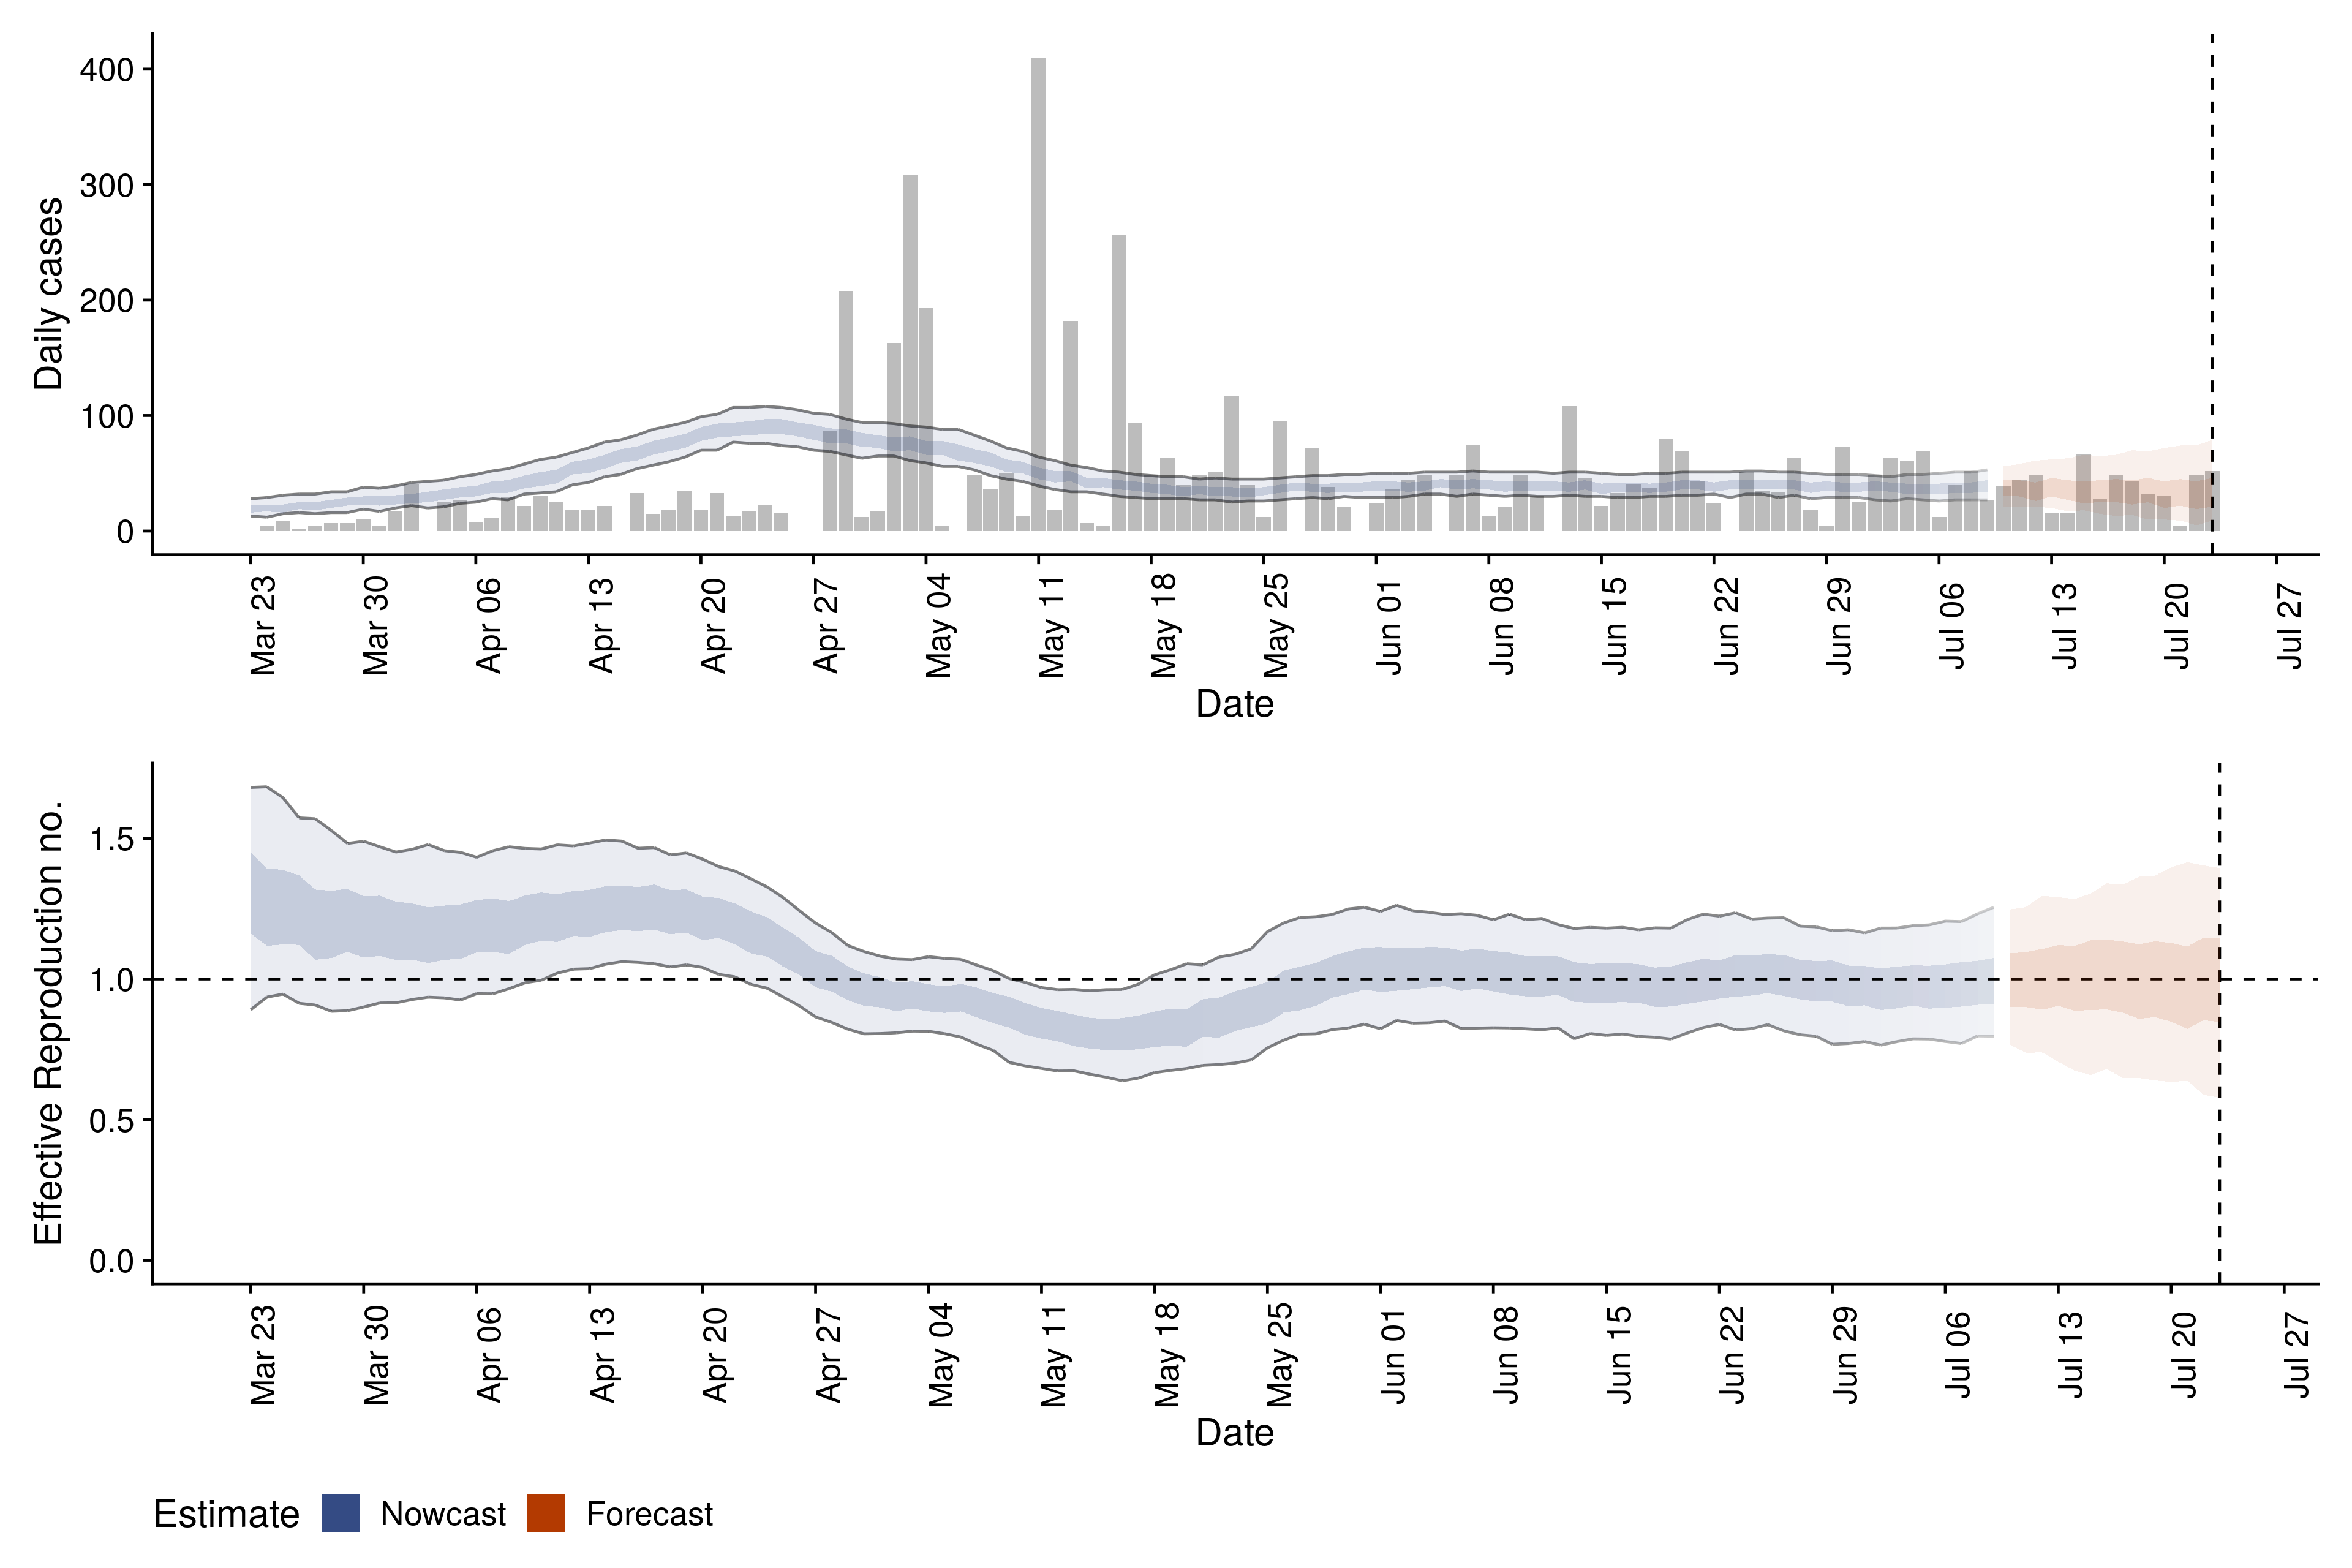 Daily cases
400
300
200
100
0
Mar 23
Mar 30
Apr 06
Apr 13
Apr 20
Apr 27
May 04
May 11
May 18
May 25
Jun 01
Jun 08
Jun 15
Jun 22
Jun 29
Jul 06
Jul 13
Jul 20
Jul 27
Date
Effective Reproduction no.
1.5
1.0
0.5
0.0
Mar 23
Mar 30
Apr 06
Apr 13
Apr 20
Apr 27
May 04
May 11
May 18
May 25
Jun 01
Jun 08
Jun 15
Jun 22
Jun 29
Jul 06
Jul 13
Jul 20
Jul 27
Date
Estimate Nowcast Forecast